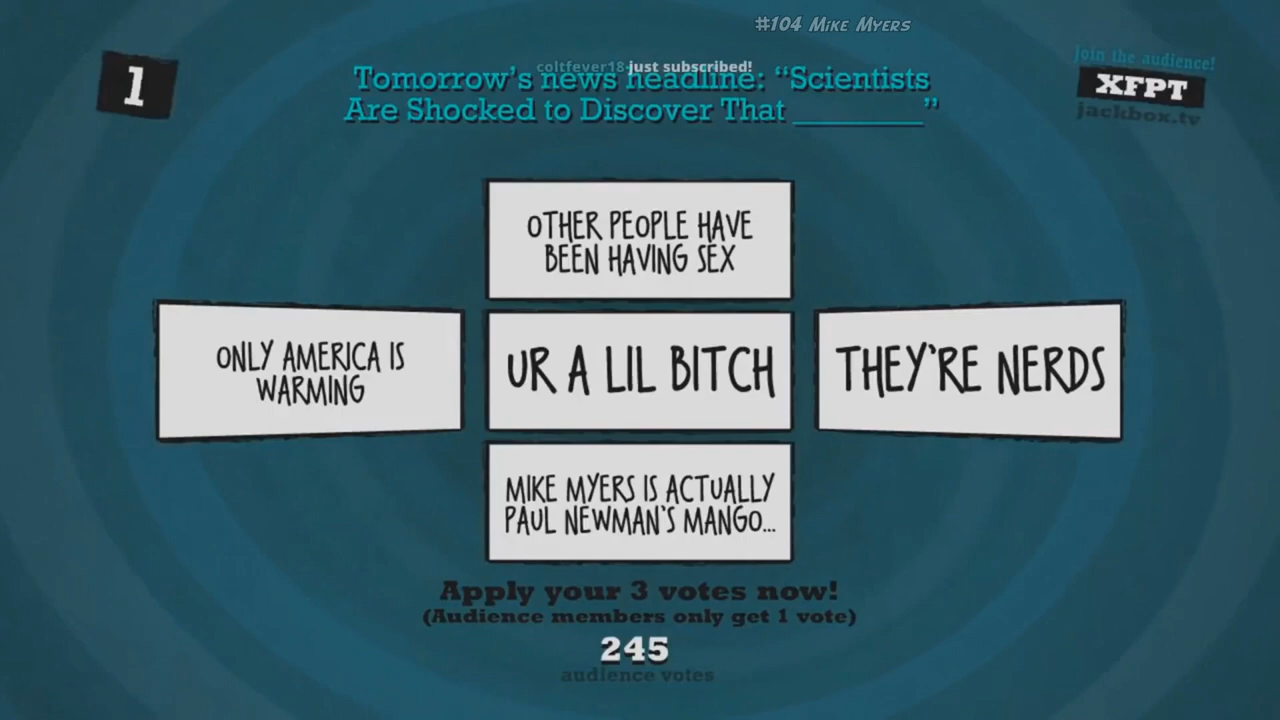 #104 Mike Myers
coltfever18 just subscribed!
1
Tomorrow's news headline: “Scientists
Are Shocked to Discover That ________”
Join the audience!
XFPT
jackbox.tv
OTHER PEOPLE HAVE
BEEN HAVING SEX
ONLY AMERICA IS
WARMING
UR A LIL BITCH
THEY'RE NERDS
MIKE MYERS IS ACTUALLY
PAUL NEWMAN'S MANGO...
Apply your 3 votes now!
(Audience members only get 1 vote)
245
audience votes